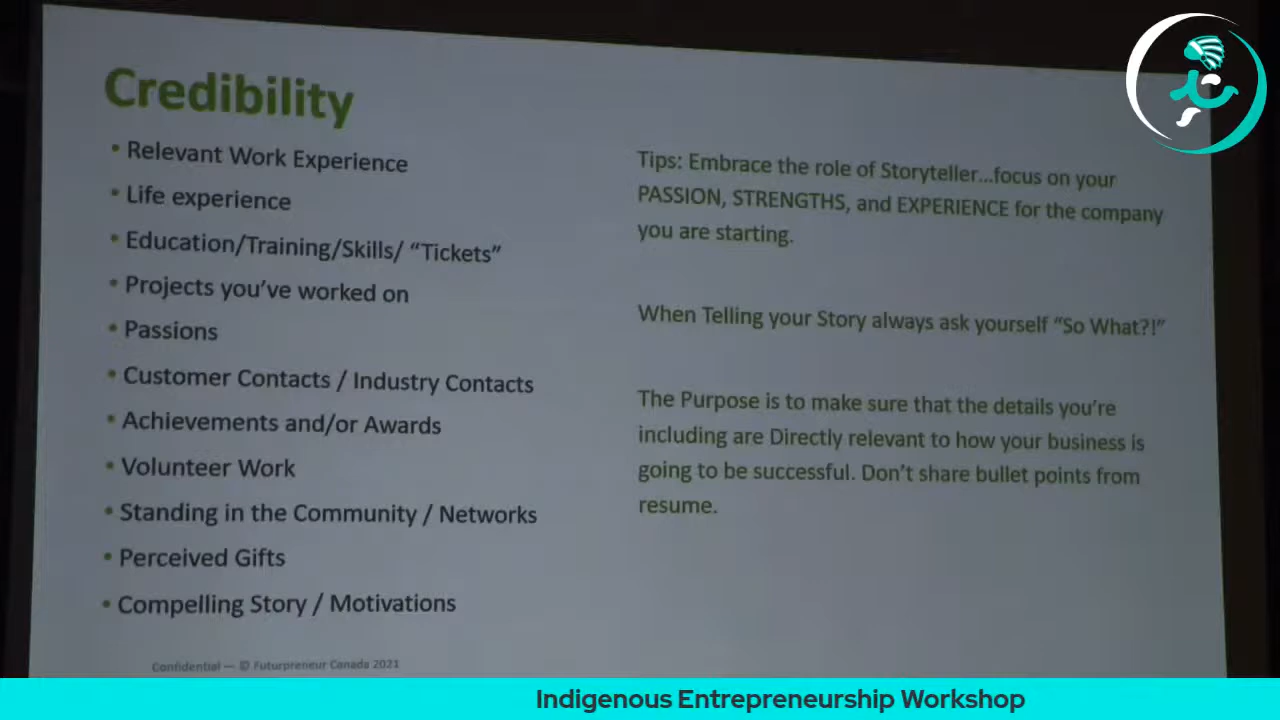 Credibility
• Relevant Work Experience
• Life experience
• Education/Training/Skills/ “Tickets”
• Projects you’ve worked on
• Passions
• Customer Contacts / Industry Contacts
• Achievements and/or Awards
• Volunteer Work
• Standing in the Community / Networks
• Perceived Gifts
• Compelling Story / Motivations
Tips: Embrace the role of Storyteller...focus on your
PASSION, STRENGTHS, and EXPERIENCE for the company
you are starting.
When Telling your Story always ask yourself “So What?!”
The Purpose is to make sure that the details you’re
including are Directly relevant to how your business is
going to be successful. Don’t share bullet points from
resume.
Confidential — © Futurpreneur Canada 2021
Indigenous Entrepreneurship Workshop